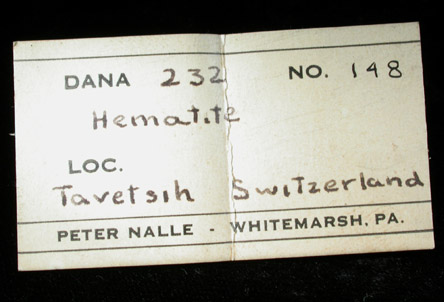 DANA 232 NO. 148
Hematite
LOC.
Tavetsih Switzerland
PETER NALLE - WHITEMARSH, PA.